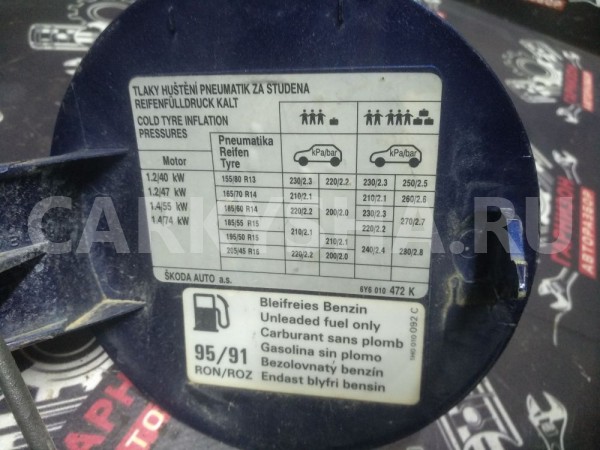 TLAKY HUŠTĚNÍ PNEUMATIK ZA STUDENA
REIFENFÜLLDRUCK KALT
COLD TYRE INFLATION
PRESSURES
kPa/bar kPa/bar
Motor
Pneumatika
Reifen
Tyre
1.2/40 kW
1.2/47 kW
1.4/55 kW
1.4/74 kW
155/80 R13 230/2.3 220/2.2 230/2.3 250/2.5
165/70 R14 210/2.1 210/2.1 260/2.6
185/60 R14 220/2.2 200/2.0 230/2.3
185/55 R15 210/2.1 220/2.2 270/2.7
195/50 R15 210/2.1 240/2.4 280/2.8
205/45 R16 220/2.2 200/2.0
ŠKODA AUTO a.s.
6Y6 010 472 K
95/91
RON/ROZ
Bleifreies Benzin
Unleaded fuel only
Carburant sans plomb
Gasolina sin plomo
Bezolovnatý benzín
Endast blyfri bensin
092 C
CARKYSHA.RU
АВТОРАЗБОР